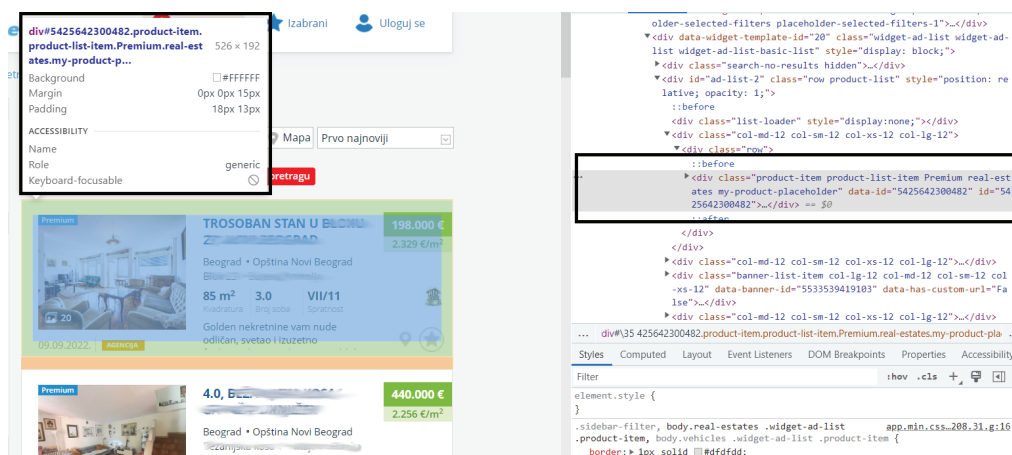 div#5425642300482.product-item.
product-list-item.Premium.real-est
ates.my-product-p...
526 × 192
Background #FFFFFF
Margin 0px 0px 15px
Padding 18px 13px
ACCESSIBILITY
Name
Role generic
Keyboard-focusable
Izabrani
Uloguj se
Mapa
Prvo najnoviji
pretragu
Premium
TROSOBAN STAN U
198.000 €
2.329 €/m²
Beograd • Opština Novi Beograd
85 m² 3.0 VII/11
Kvadratura Broj soba Spratnost
20
Golden nekretnine vam nude
odličan, svetao i izuzetno
09.09.2022. AGENCIJA
Premium
4.0,
440.000 €
2.256 €/m²
Beograd • Opština Novi Beograd
older-selected-filters placeholder-selected-filters-1">…</div>
▼<div data-widget-template-id="20" class="widget-ad-list widget-ad-
list widget-ad-list-basic-list" style="display: block;">
▶<div class="search-no-results hidden">…</div>
▼<div id="ad-list-2" class="row product-list" style="position: re
lative; opacity: 1;">
::before
<div class="list-loader" style="display:none;"></div>
▼<div class="col-md-12 col-sm-12 col-xs-12 col-lg-12">
▼<div class="row">
::before
▶<div class="product-item product-list-item Premium real-est
ates my-product-placeholder" data-id="5425642300482" id="54
25642300482">…</div> == $0
::after
</div>
</div>
▶<div class="col-md-12 col-sm-12 col-xs-12 col-lg-12">…</div>
▶<div class="banner-list-item col-lg-12 col-md-12 col-sm-12 col
-xs-12" data-banner-id="5533539419103" data-has-custom-url="Fa
lse">…</div>
▶<div class="col-md-12 col-sm-12 col-xs-12 col-lg-12">…</div>
... div#\35 425642300482.product-item.product-list-item.Premium.real-estates.my-product-pla ...
Styles Computed Layout Event Listeners DOM Breakpoints Properties Accessibility
Filter :hov .cls +
element.style {
}
.sidebar-filter, body.real-estates .widget-ad-list app.min.css…208.31.g:16
.product-item, body.vehicles .widget-ad-list .product-item {
border: ▶ 1px solid #dfdfdd;